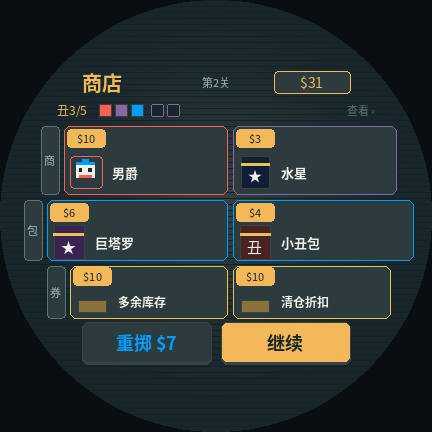 商店 第2关 $31
丑3/5 查看›
商 $10 男爵 $3 水星
包 $6 巨塔罗 $4 丑 小丑包
券 $10 多余库存 $10 清仓折扣
重掷 $7 继续